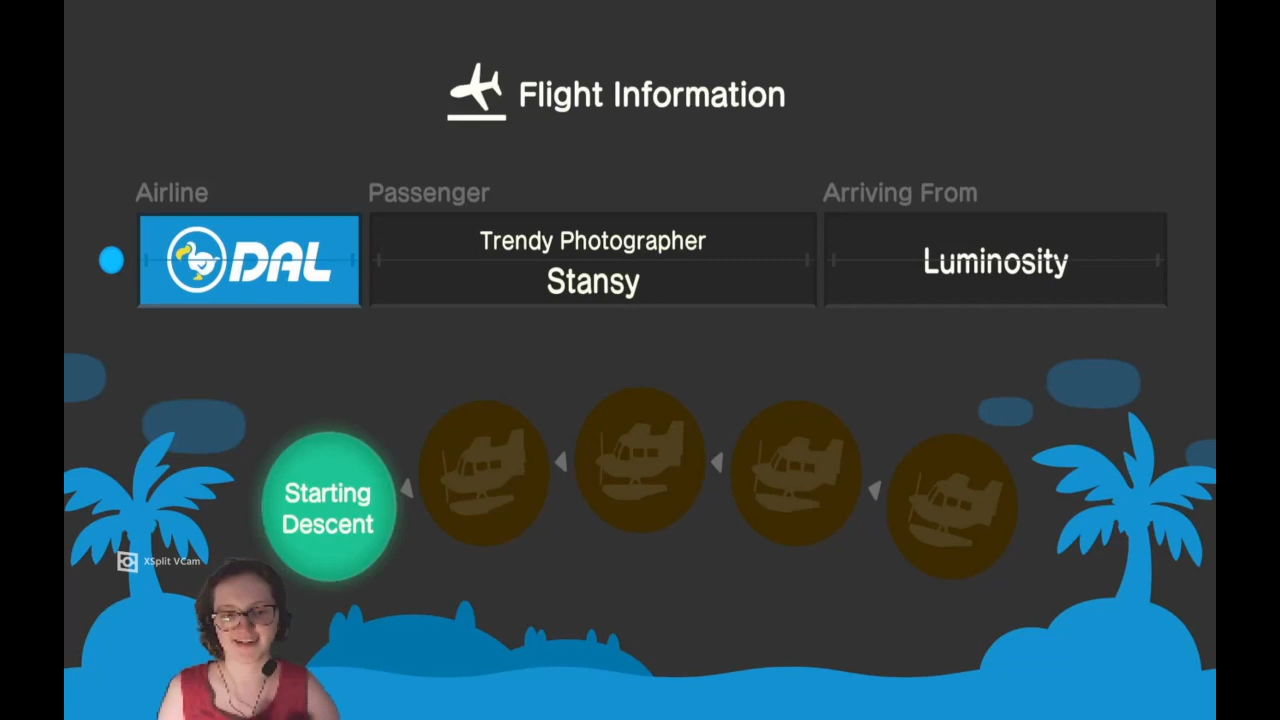 Flight Information
Airline
Passenger
Arriving From
DAL
Trendy Photographer
Stansy
Luminosity
Starting
Descent
XSplit VCam